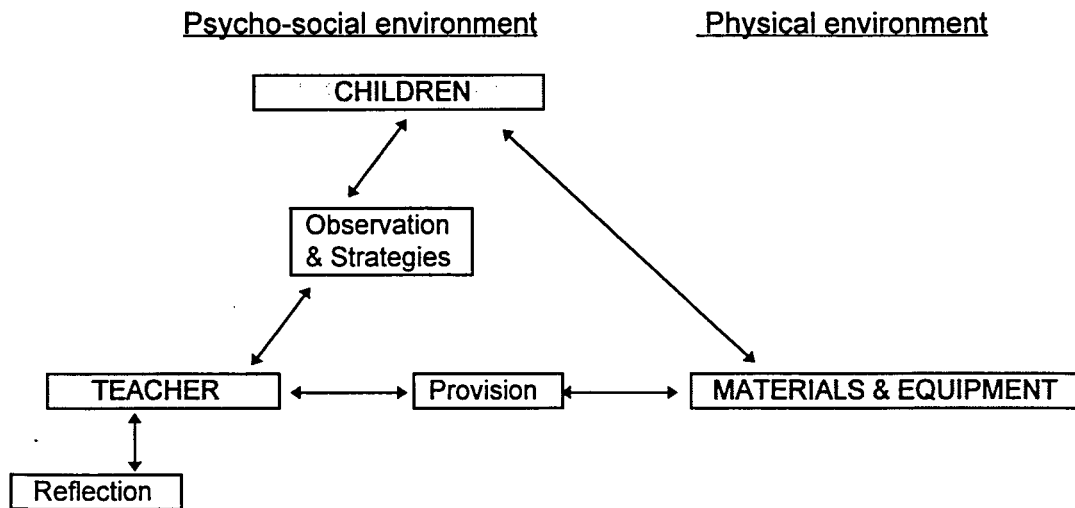 Psycho-social environment
Physical environment
CHILDREN
Observation
& Strategies
TEACHER
Provision
MATERIALS & EQUIPMENT
Reflection